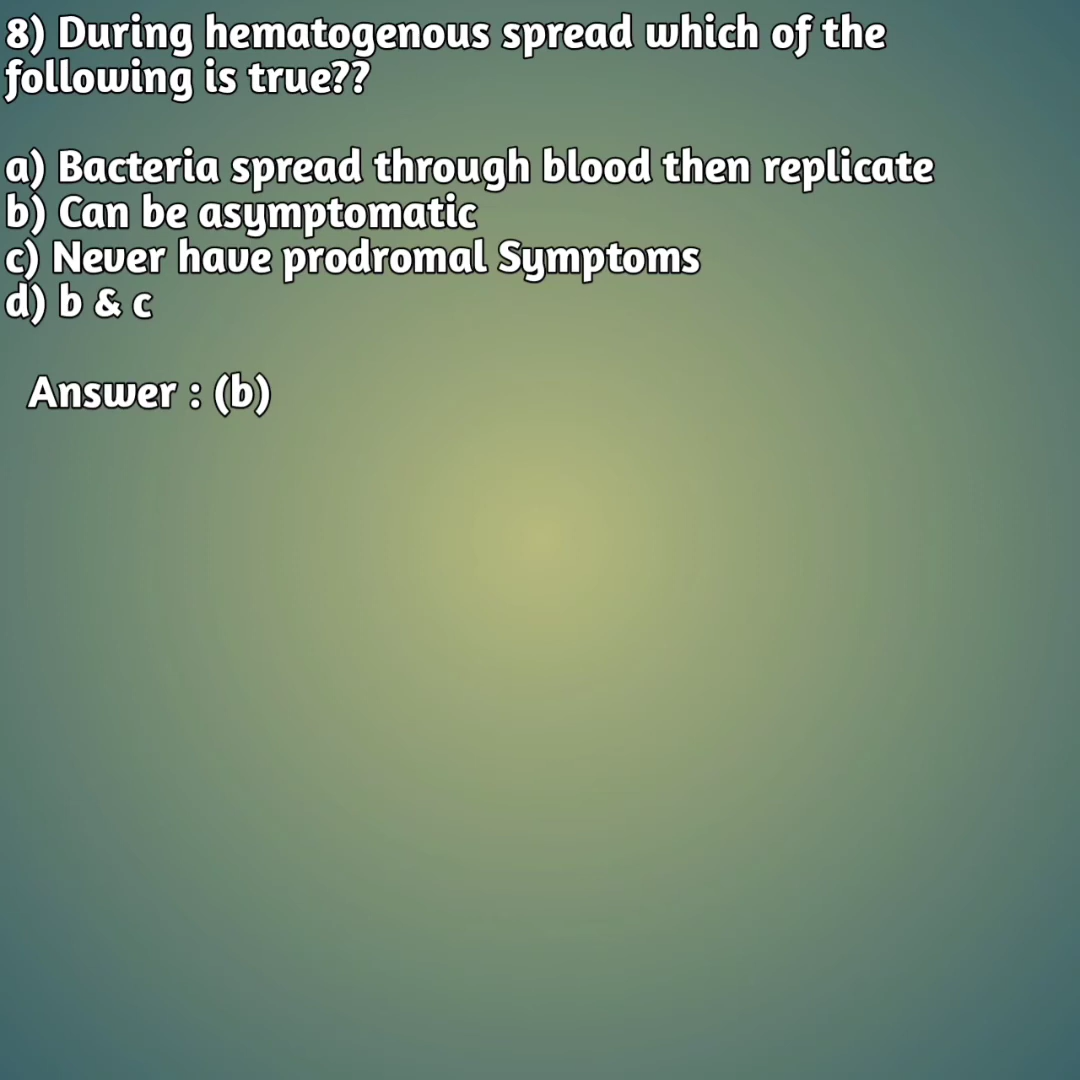 8) During hematogenous spread which of the
following is true??
a) Bacteria spread through blood then replicate
b) Can be asymptomatic
c) Never have prodromal Symptoms
d) b & c
Answer : (b)